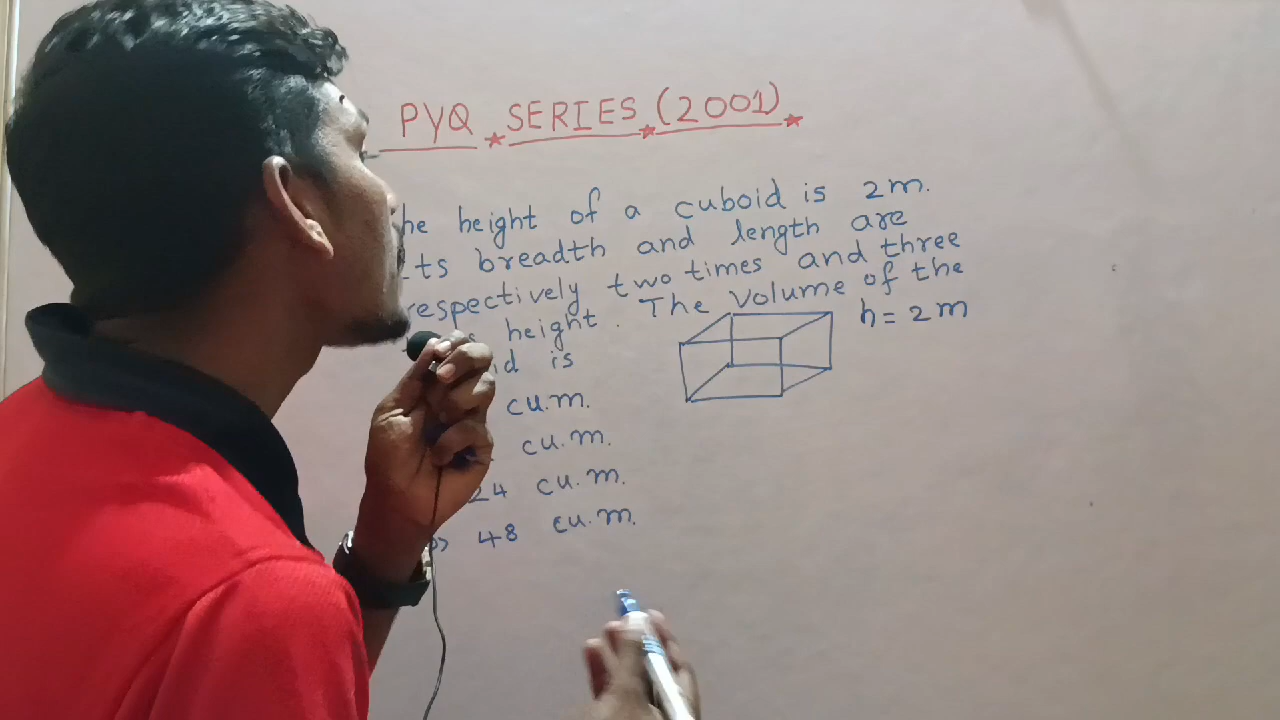 PYQ SERIES (2001)
he height of a cuboid is 2m.
ts breadth and length are
respectively two times and three
height. The volume of the
id is
h = 2m
cu.m.
cu.m.
24 cu.m.
48 cu.m.